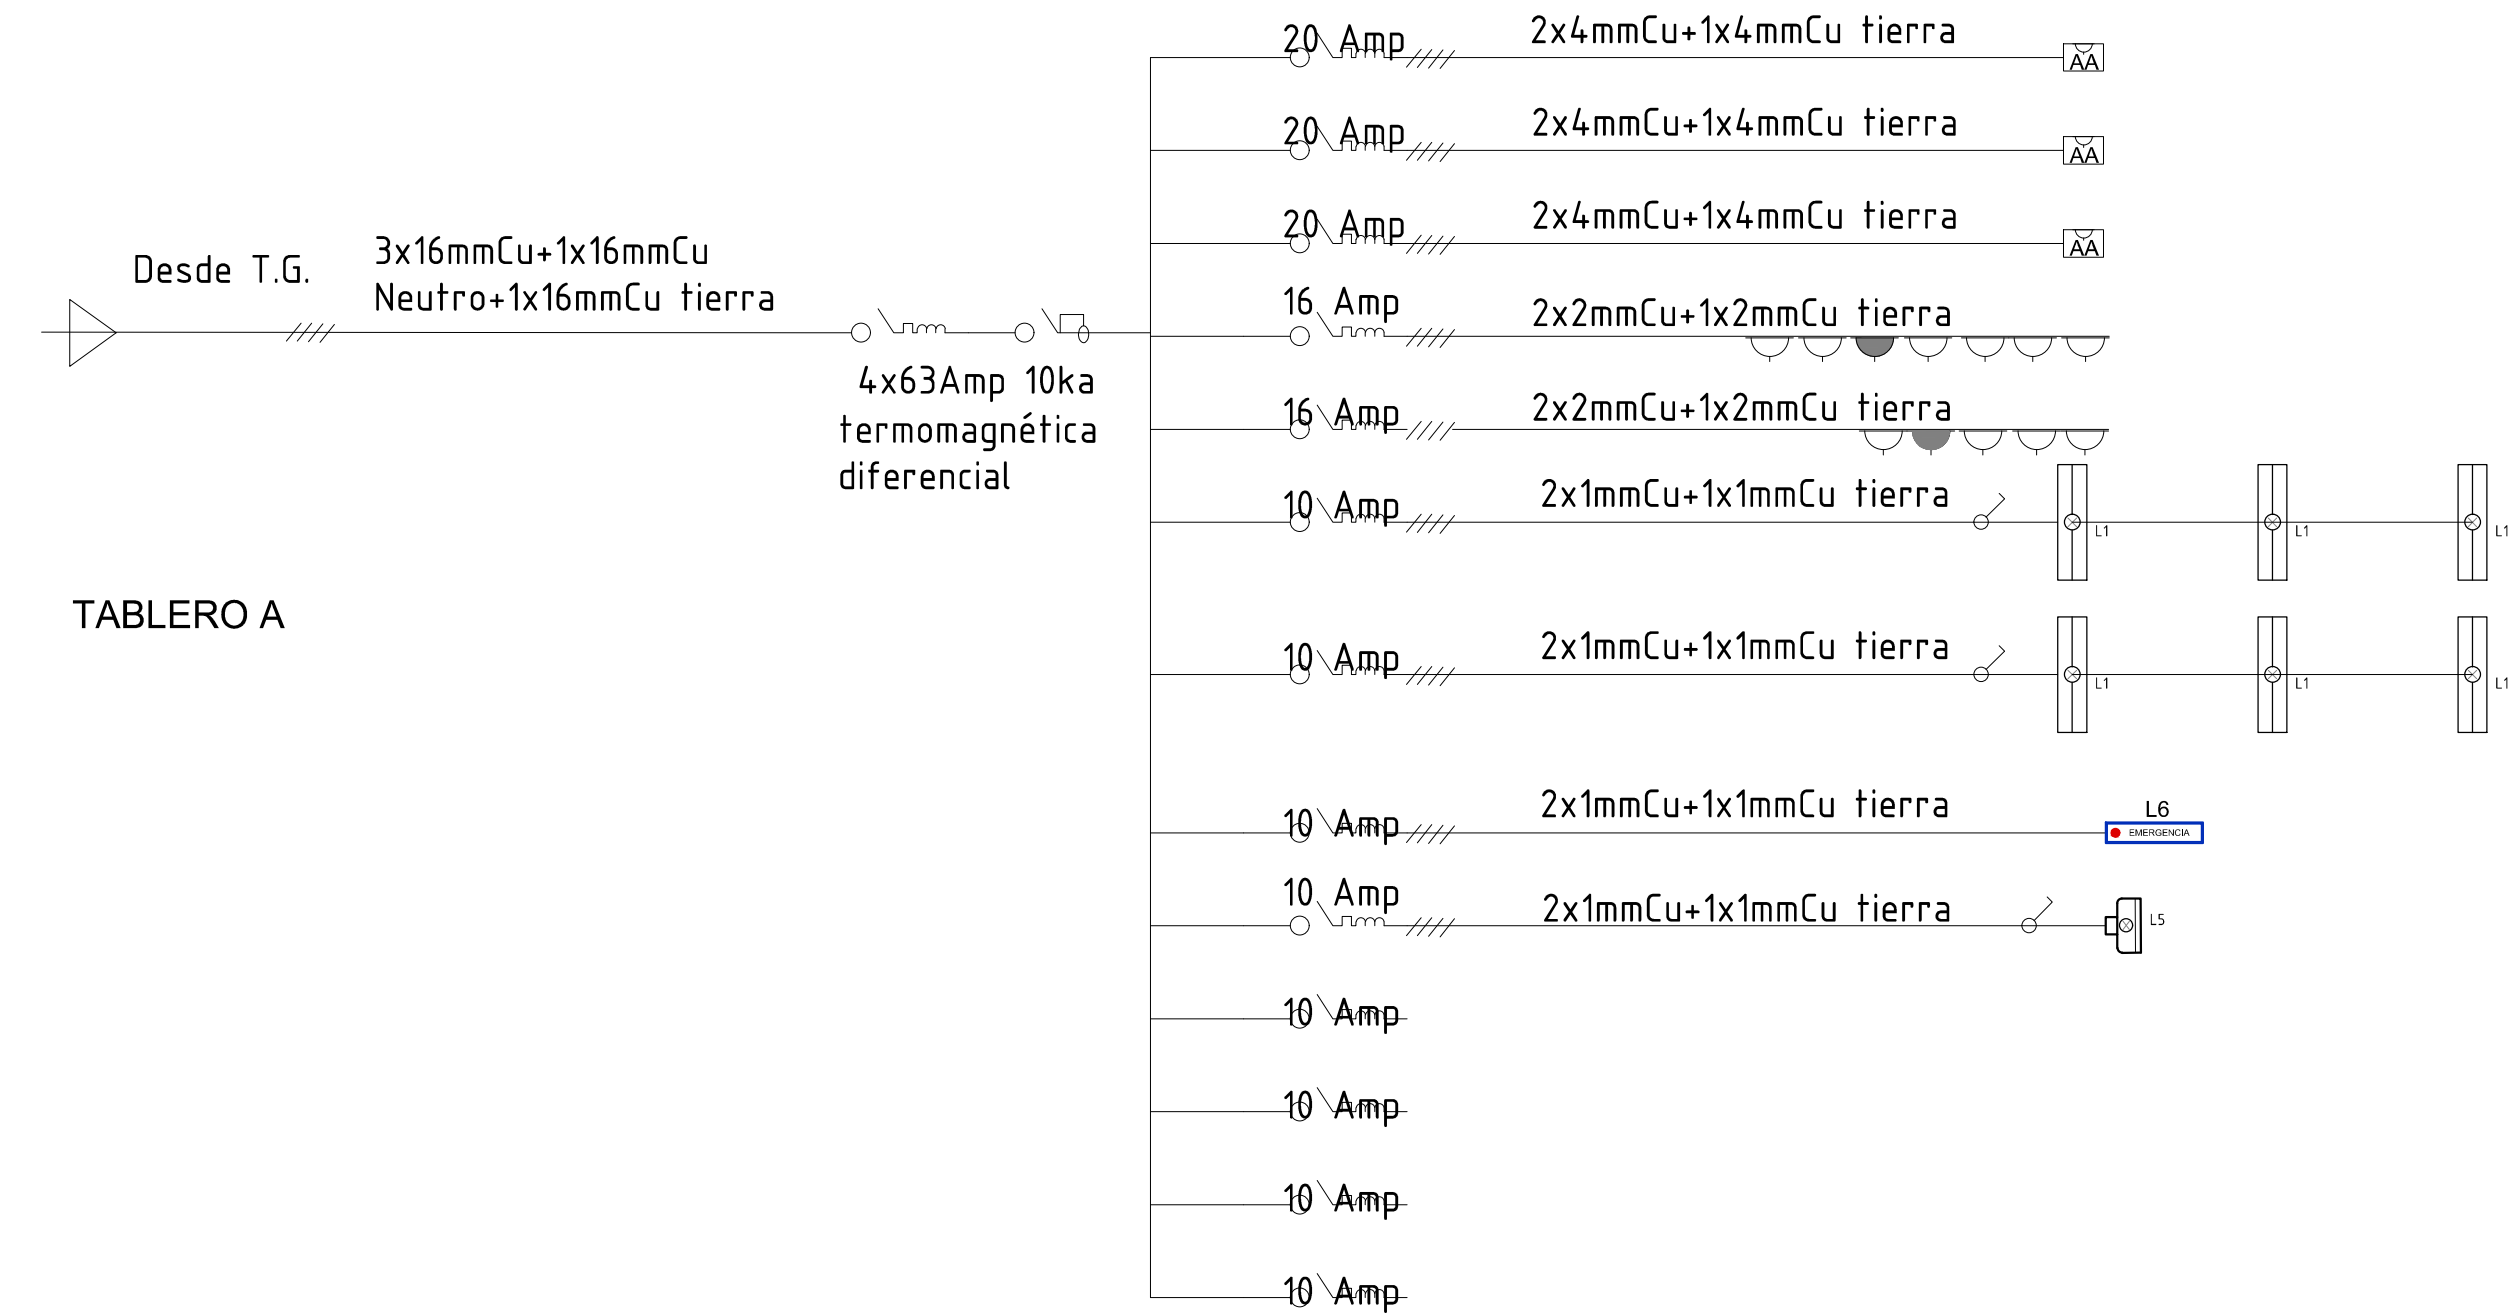 20 Amp
2x4mmCu+1x4mmCu tierra
AA
20 Amp
2x4mmCu+1x4mmCu tierra
AA
20 Amp
2x4mmCu+1x4mmCu tierra
AA
Desde T.G.
3x16mmCu+1x16mmCu
Neutro+1x16mmCu tierra
4x63Amp 10ka
termomagnética
diferencial
16 Amp
2x2mmCu+1x2mmCu tierra
16 Amp
2x2mmCu+1x2mmCu tierra
10 Amp
2x1mmCu+1x1mmCu tierra
L1
L1
L1
TABLERO A
10 Amp
2x1mmCu+1x1mmCu tierra
L1
L1
L1
10 Amp
2x1mmCu+1x1mmCu tierra
L6
EMERGENCIA
10 Amp
2x1mmCu+1x1mmCu tierra
L5
10 Amp
10 Amp
10 Amp
10 Amp